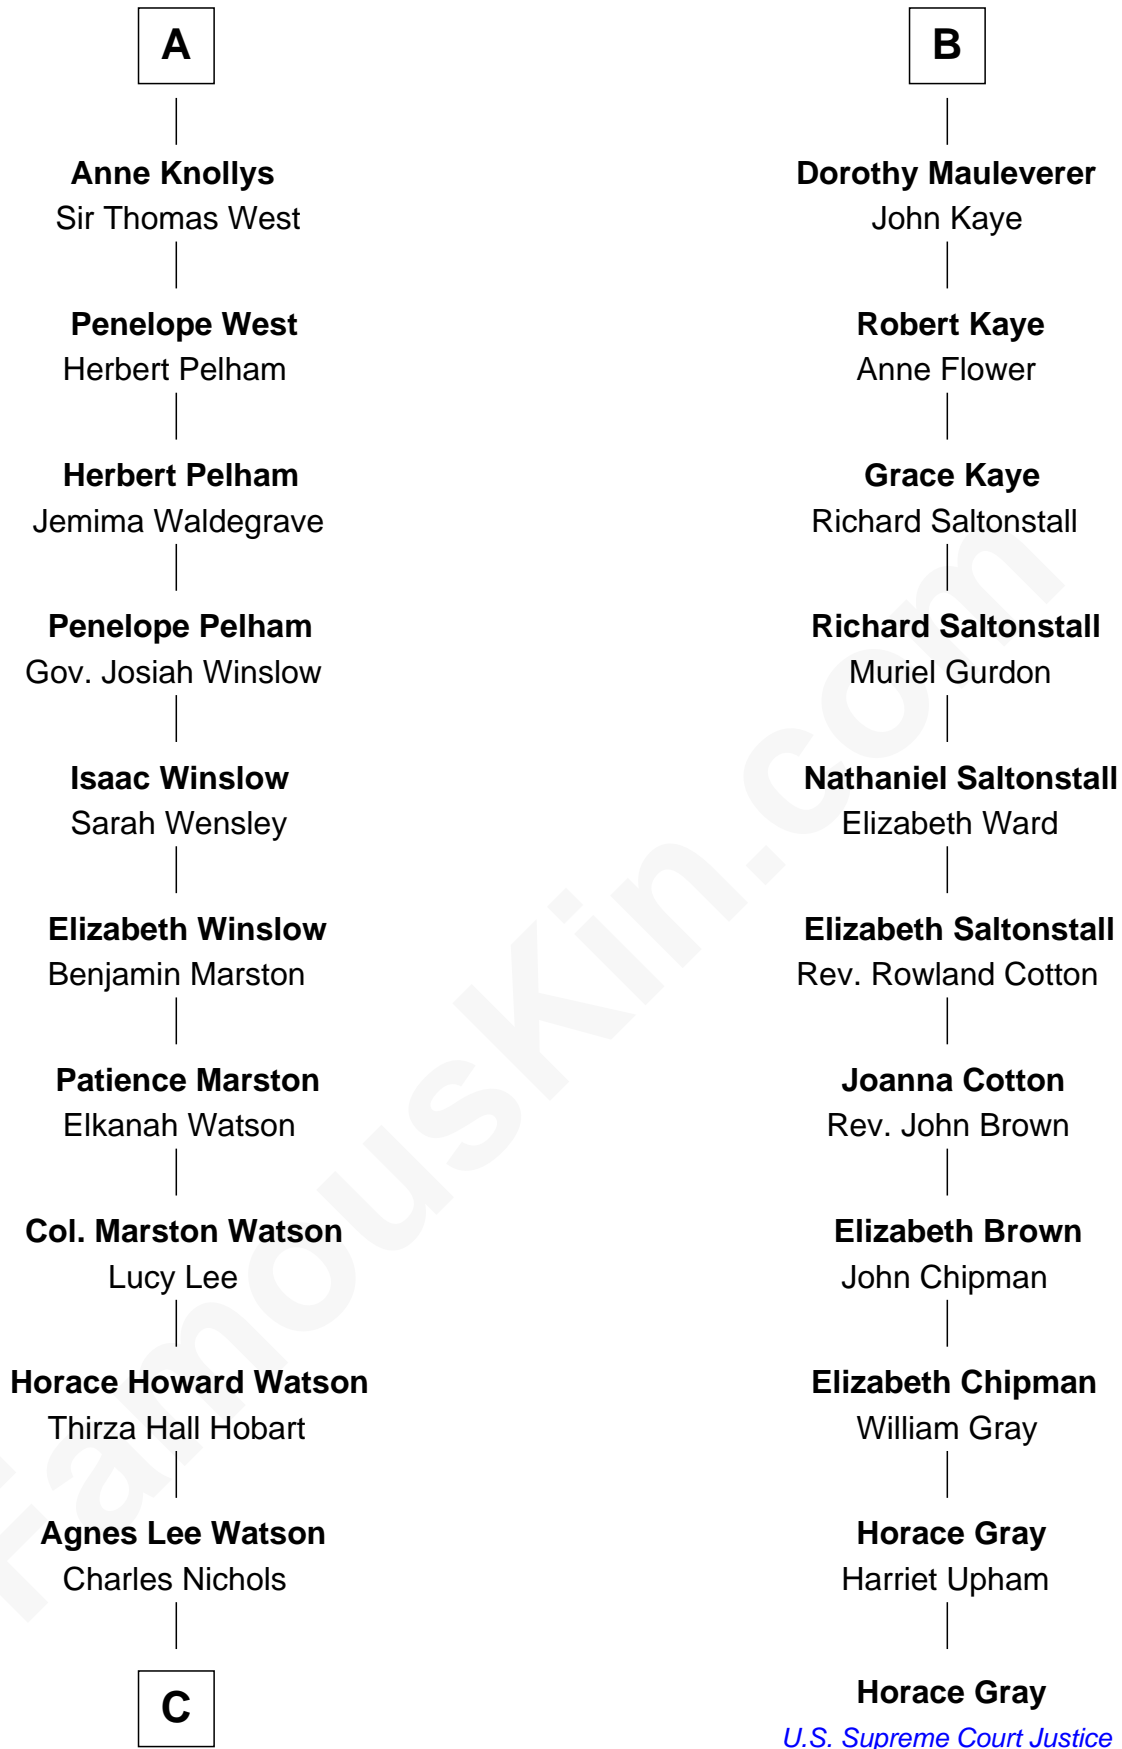 A
Anne Knollys
Sir Thomas West
Penelope West
Herbert Pelham
Herbert Pelham
Jemima Waldegrave
Penelope Pelham
Gov. Josiah Winslow
Isaac Winslow
Sarah Wensley
Elizabeth Winslow
Benjamin Marston
Patience Marston
Elkanah Watson
Col. Marston Watson
Lucy Lee
Horace Howard Watson
Thirza Hall Hobart
Agnes Lee Watson
Charles Nichols
C
B
Dorothy Mauleverer
John Kaye
Robert Kaye
Anne Flower
Grace Kaye
Richard Saltonstall
Richard Saltonstall
Muriel Gurdon
Nathaniel Saltonstall
Elizabeth Ward
Elizabeth Saltonstall
Rev. Rowland Cotton
Joanna Cotton
Rev. John Brown
Elizabeth Brown
John Chipman
Elizabeth Chipman
William Gray
Horace Gray
Harriet Upham
Horace Gray
U.S. Supreme Court Justice
FamousKin.com